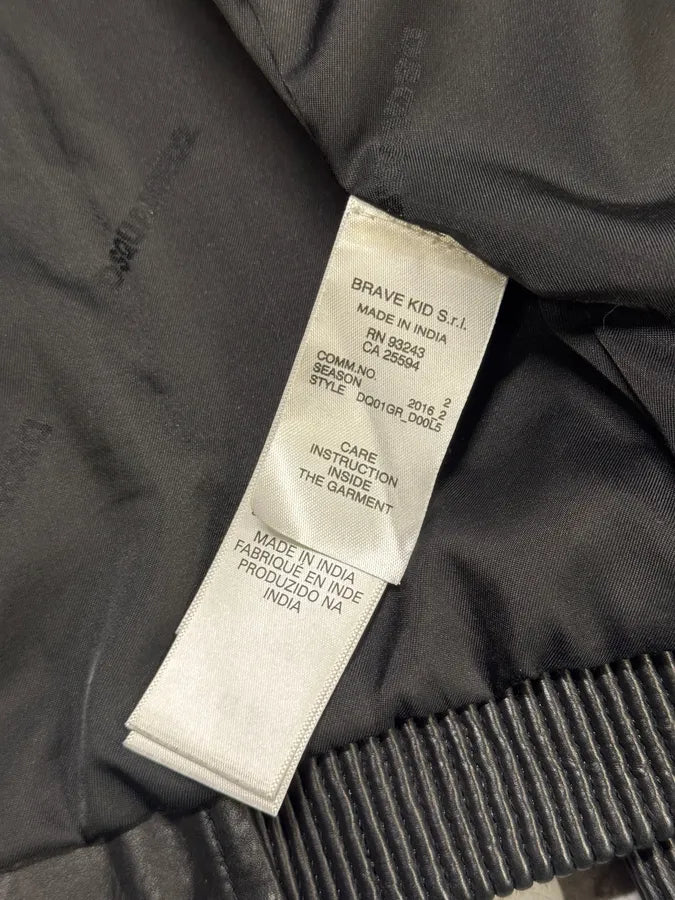 BRAVE KID S.r.l.
MADE IN INDIA
RN 93243
CA 25594
COMM.NO. 2
SEASON 2016_2
STYLE DQ01GR_D00L5
CARE
INSTRUCTION
INSIDE
THE GARMENT
MADE IN INDIA
FABRIQUÉ EN INDE
PRODUZIDO NA
INDIA